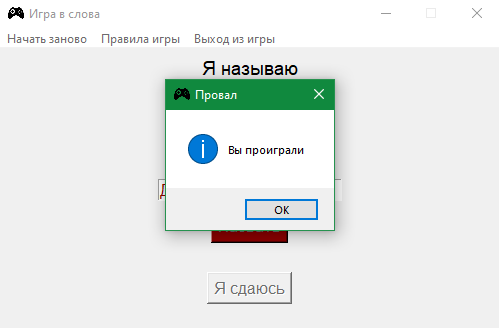 Игра в слова
Начать заново Правила игры Выход из игры
Я называю
Провал
Вы проиграли
OK
Я сдаюсь